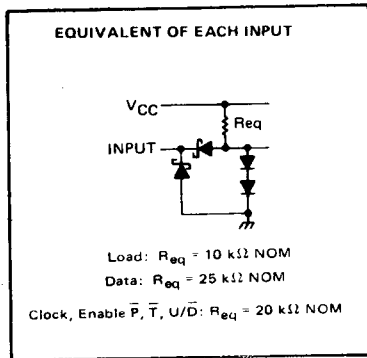 EQUIVALENT OF EACH INPUT
VCC
Req
INPUT
Load: Req = 10 kΩ NOM
Data: Req = 25 kΩ NOM
Clock, Enable P̅, T̅, U/D̅: Req = 20 kΩ NOM